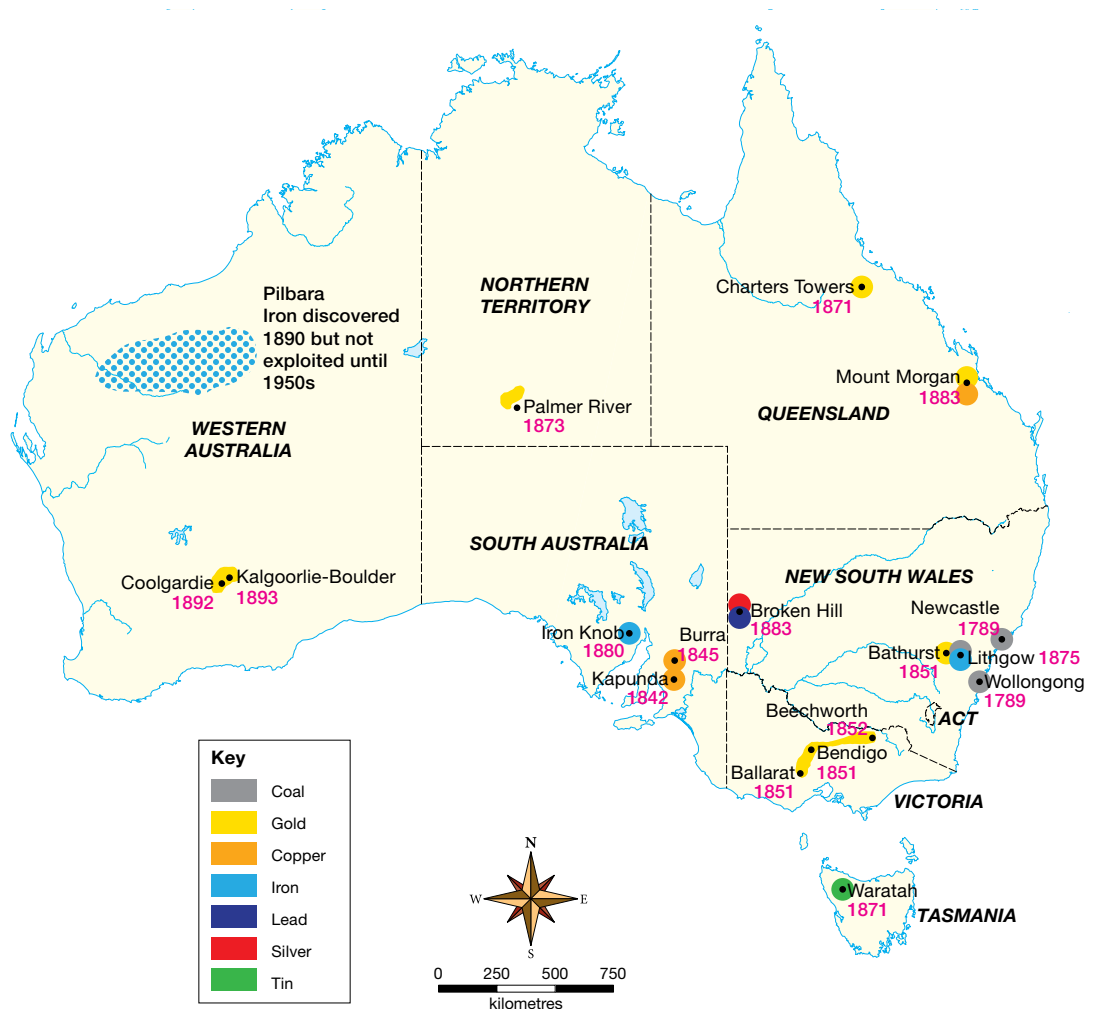 NORTHERN
TERRITORY
Charters Towers
1871
Pilbara
Iron discovered
1890 but not
exploited until
1950s
Mount Morgan
1883
Palmer River
1873
QUEENSLAND
WESTERN
AUSTRALIA
SOUTH AUSTRALIA
NEW SOUTH WALES
Coolgardie
1892
Kalgoorlie-Boulder
1893
Broken Hill
1883
Newcastle
1789
Iron Knob
1880
Burra
1845
Bathurst
1851
Lithgow 1875
Kapunda
1842
Wollongong
1789
Beechworth
1852
ACT
Bendigo
1851
Ballarat
1851
VICTORIA
Waratah
1871
TASMANIA
Key
Coal
Gold
Copper
Iron
Lead
Silver
Tin
N
W
E
S
0 250 500 750
kilometres